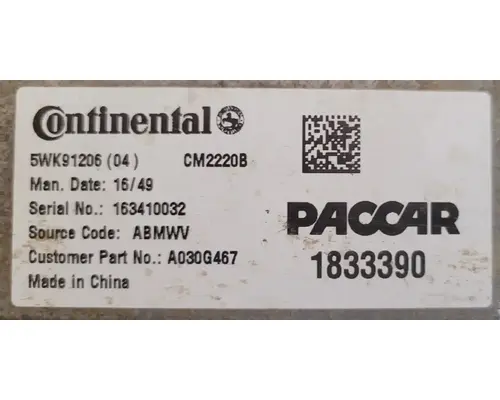 Continental
5WK91206 (04) CM2220B
Man. Date: 16/49
Serial No.: 163410032
Source Code: ABMWV
Customer Part No.: A030G467
Made in China
PACCAR
1833390